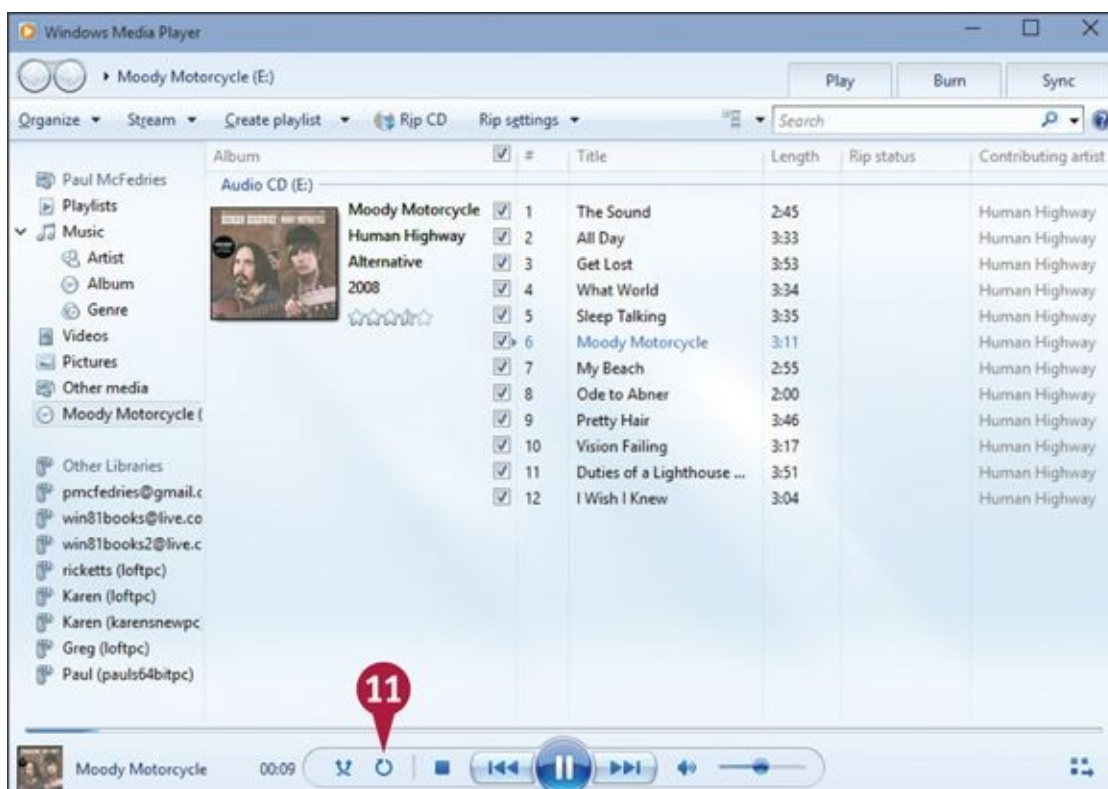 Windows Media Player
Moody Motorcycle (E:)
Play Burn Sync
Organize Stream Create playlist Rip CD Rip settings Search
Album # Title Length Rip status Contributing artist
Paul McFedries
Playlists
Music
Artist
Album
Genre
Videos
Pictures
Other media
Moody Motorcycle (
Other Libraries
pmcfedries@gmail.c
win81books@live.co
win81books2@live.c
ricketts (loftpc)
Karen (loftpc)
Karen (karensnewpc
Greg (loftpc)
Paul (pauls64bitpc)
Audio CD (E:)
Moody Motorcycle
Human Highway
Alternative
2008
1 The Sound 2:45 Human Highway
2 All Day 3:33 Human Highway
3 Get Lost 3:53 Human Highway
4 What World 3:34 Human Highway
5 Sleep Talking 3:35 Human Highway
6 Moody Motorcycle 3:11 Human Highway
7 My Beach 2:55 Human Highway
8 Ode to Abner 2:00 Human Highway
9 Pretty Hair 3:46 Human Highway
10 Vision Failing 3:17 Human Highway
11 Duties of a Lighthouse ... 3:51 Human Highway
12 I Wish I Knew 3:04 Human Highway
11
Moody Motorcycle 00:09